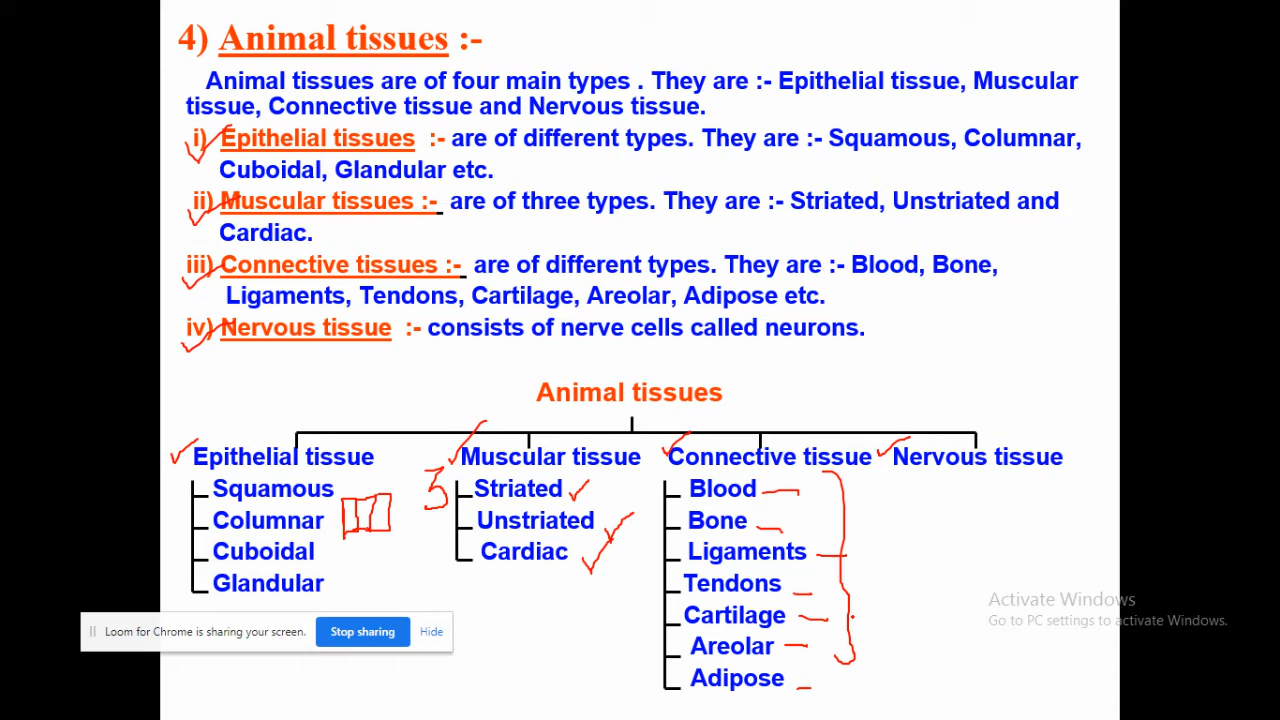 4) Animal tissues :-
Animal tissues are of four main types . They are :- Epithelial tissue, Muscular
tissue, Connective tissue and Nervous tissue.
i) Epithelial tissues :- are of different types. They are :- Squamous, Columnar,
Cuboidal, Glandular etc.
ii) Muscular tissues :- are of three types. They are :- Striated, Unstriated and
Cardiac.
iii) Connective tissues :- are of different types. They are :- Blood, Bone,
Ligaments, Tendons, Cartilage, Areolar, Adipose etc.
iv) Nervous tissue :- consists of nerve cells called neurons.
Animal tissues
Epithelial tissue Muscular tissue Connective tissue Nervous tissue
Squamous 3 Striated Blood
Columnar Unstriated Bone
Cuboidal Cardiac Ligaments
Glandular Tendons
Cartilage
Areolar
Adipose
Loom for Chrome is sharing your screen. Stop sharing Hide
Activate Windows
Go to PC settings to activate Windows.